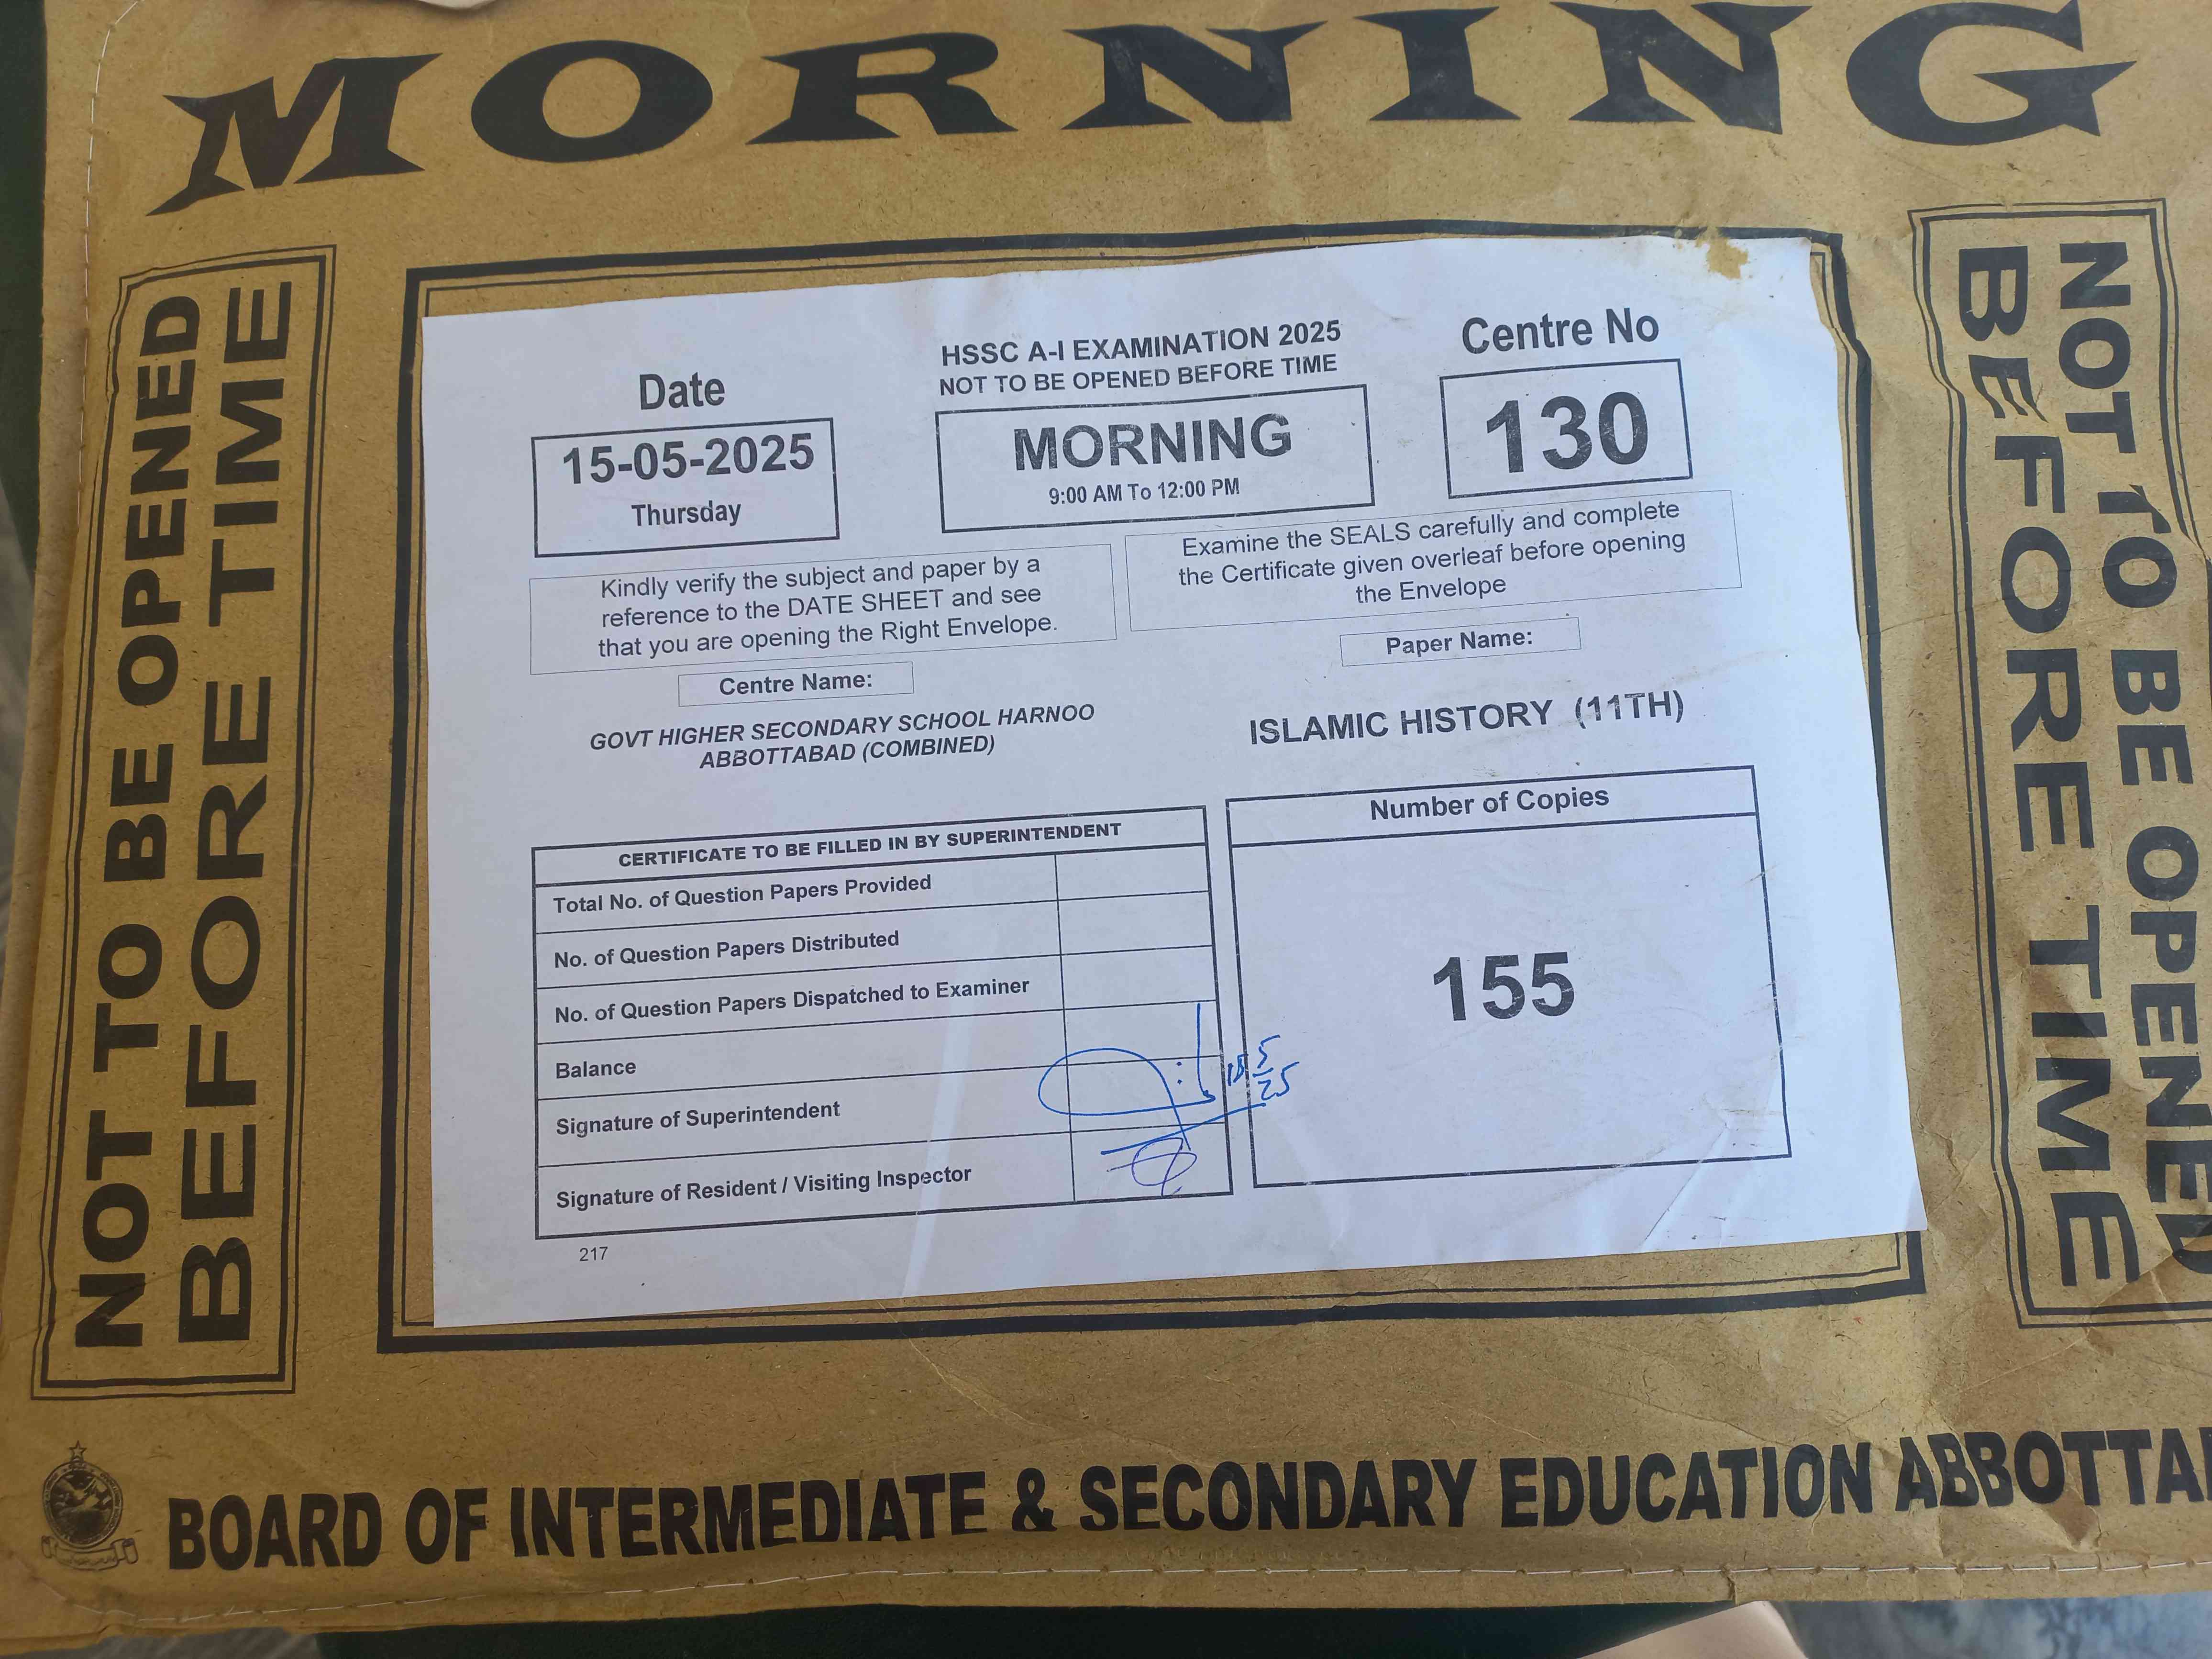 MORNING
NOT TO BE OPENED
BEFORE TIME
NOT TO BE OPENED
BEFORE TIME
HSSC A-I EXAMINATION 2025
NOT TO BE OPENED BEFORE TIME
Date
15-05-2025
Thursday
MORNING
9:00 AM To 12:00 PM
Centre No
130
Kindly verify the subject and paper by a
reference to the DATE SHEET and see
that you are opening the Right Envelope.
Examine the SEALS carefully and complete
the Certificate given overleaf before opening
the Envelope
Centre Name:
GOVT HIGHER SECONDARY SCHOOL HARNOO
ABBOTTABAD (COMBINED)
Paper Name:
ISLAMIC HISTORY (11TH)
CERTIFICATE TO BE FILLED IN BY SUPERINTENDENT
Total No. of Question Papers Provided
No. of Question Papers Distributed
No. of Question Papers Dispatched to Examiner
Balance
Signature of Superintendent
15 5
25
Signature of Resident / Visiting Inspector
Number of Copies
155
217
BOARD OF INTERMEDIATE & SECONDARY EDUCATION ABBOTTA